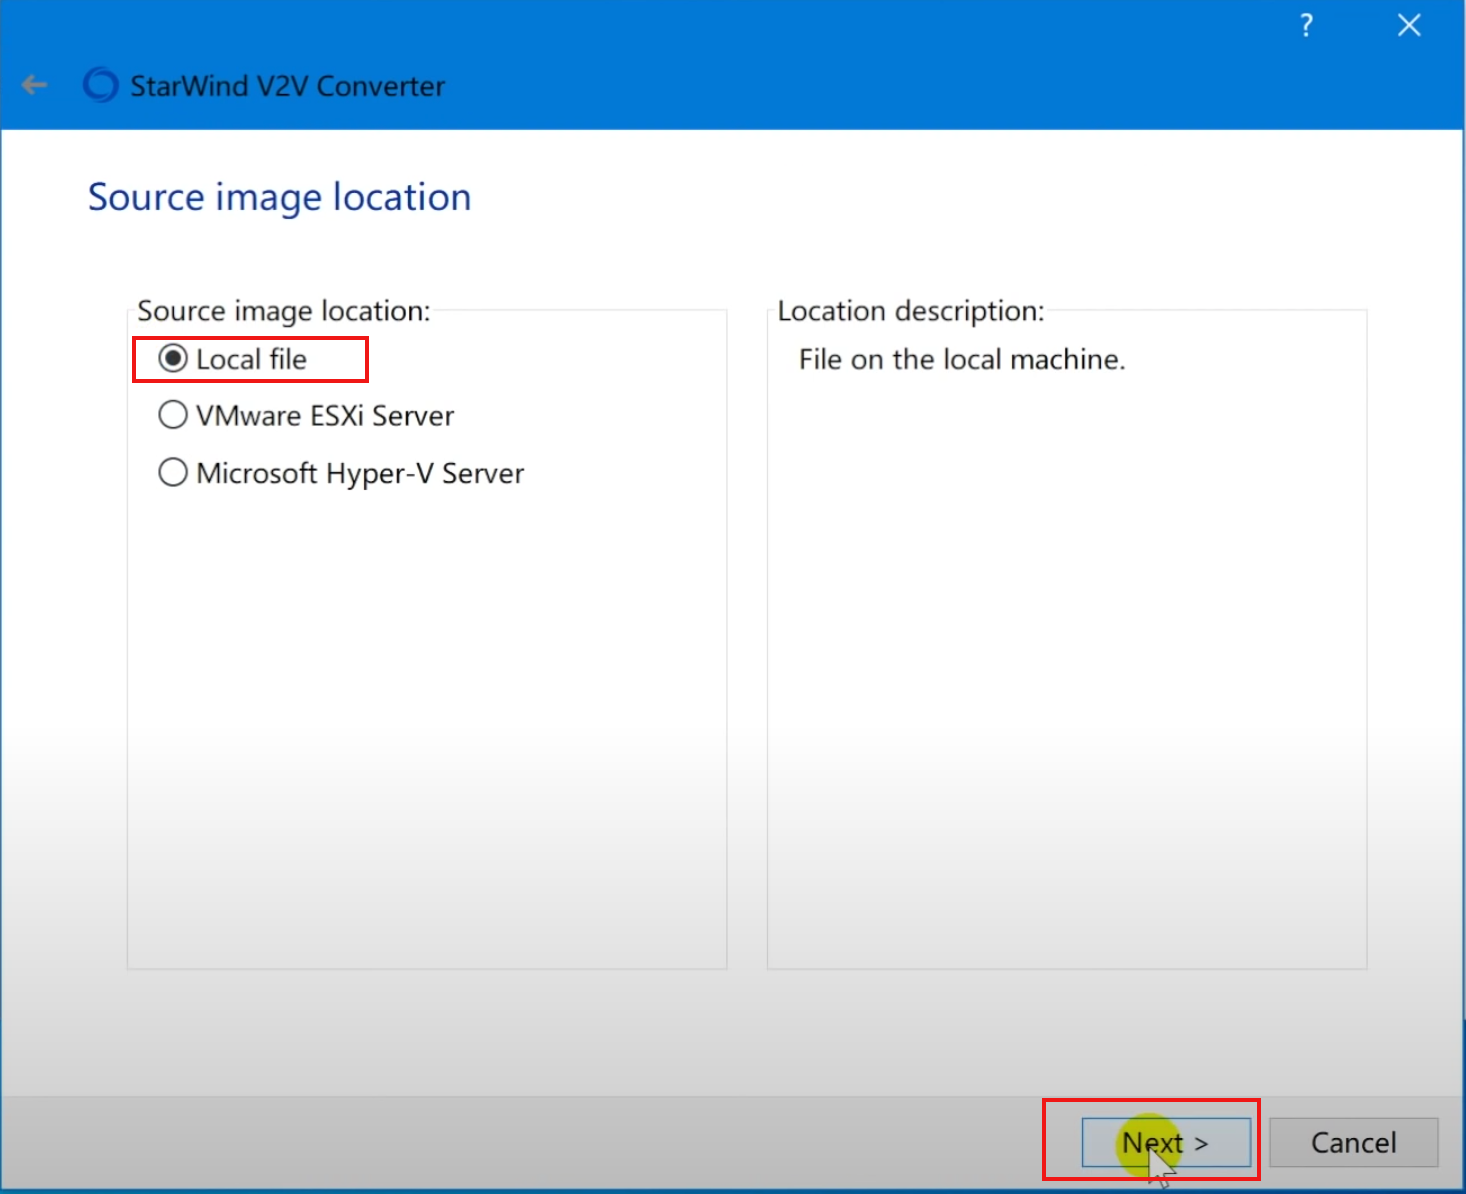 ?
StarWind V2V Converter
Source image location
Source image location:
Local file
VMware ESXi Server
Microsoft Hyper-V Server
Location description:
File on the local machine.
Next >
Cancel